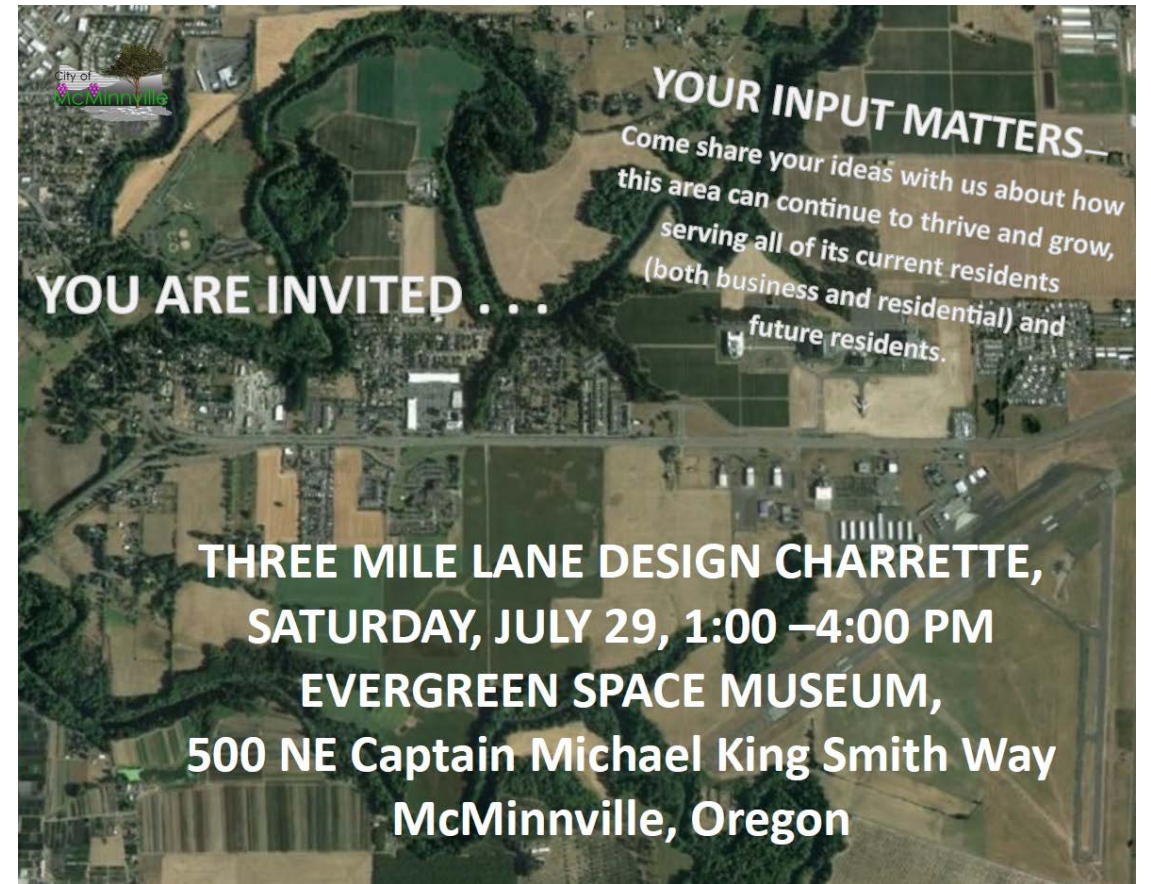 City of
McMinnville
YOUR INPUT MATTERS—
Come share your ideas with us about how
this area can continue to thrive and grow,
serving all of its current residents
(both business and residential) and
future residents.
YOU ARE INVITED . . .
THREE MILE LANE DESIGN CHARRETTE,
SATURDAY, JULY 29, 1:00 –4:00 PM
EVERGREEN SPACE MUSEUM,
500 NE Captain Michael King Smith Way
McMinnville, Oregon